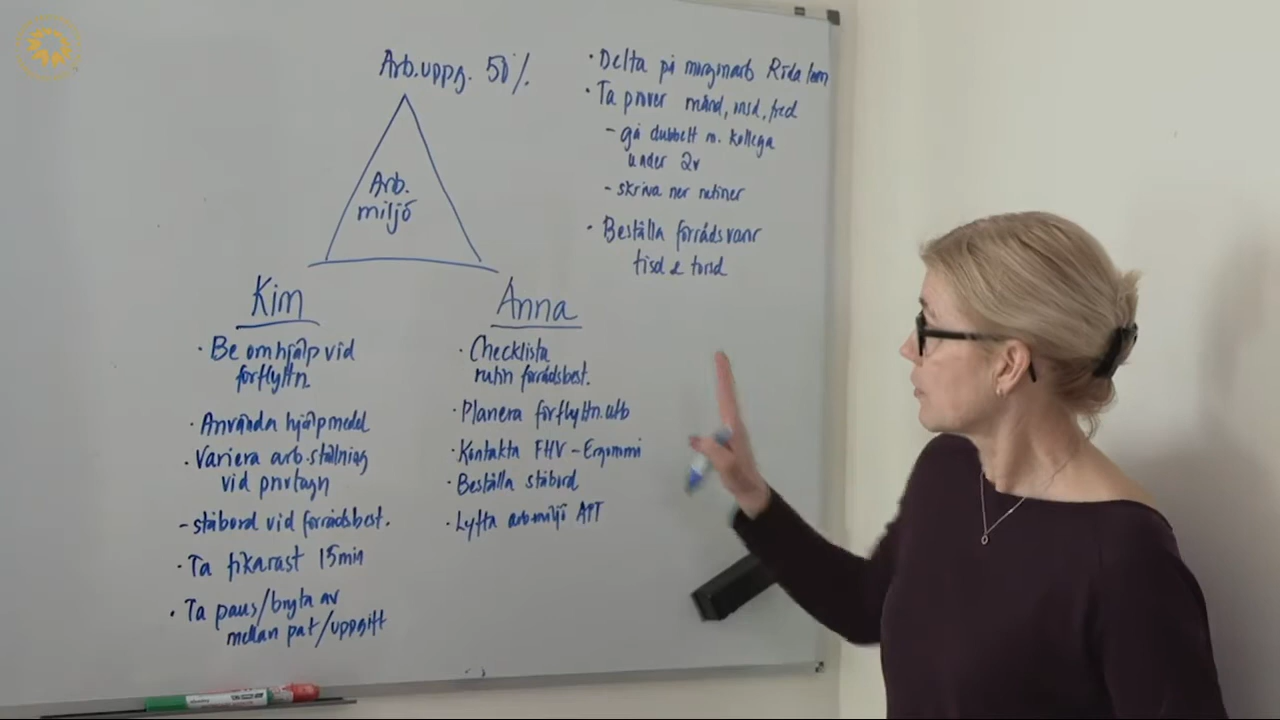 Arb.uppg. 50%
Arb.
miljö
· Delta på morgonarb Röda team
· Ta prover månd, onsd, fred
- gå dubbelt m. kollega
under 2v
- skriva ner rutiner
· Beställa förrådsvaror
tisd & torsd
Kim
· Be om hjälp vid
förflyttn
· Använda hjälpmedel
· Variera arb.ställning
vid provtagn
- ståbord vid förrådsbest.
· Ta fikarast 15min
· Ta paus/bryta av
mellan pat/uppgift
Anna
· Checklista
rutin förrådsbest.
· Planera förflyttn.utb
· Kontakta FHV - Ergonomi
· Beställa ståbord
· Lyfta arbmiljö APT